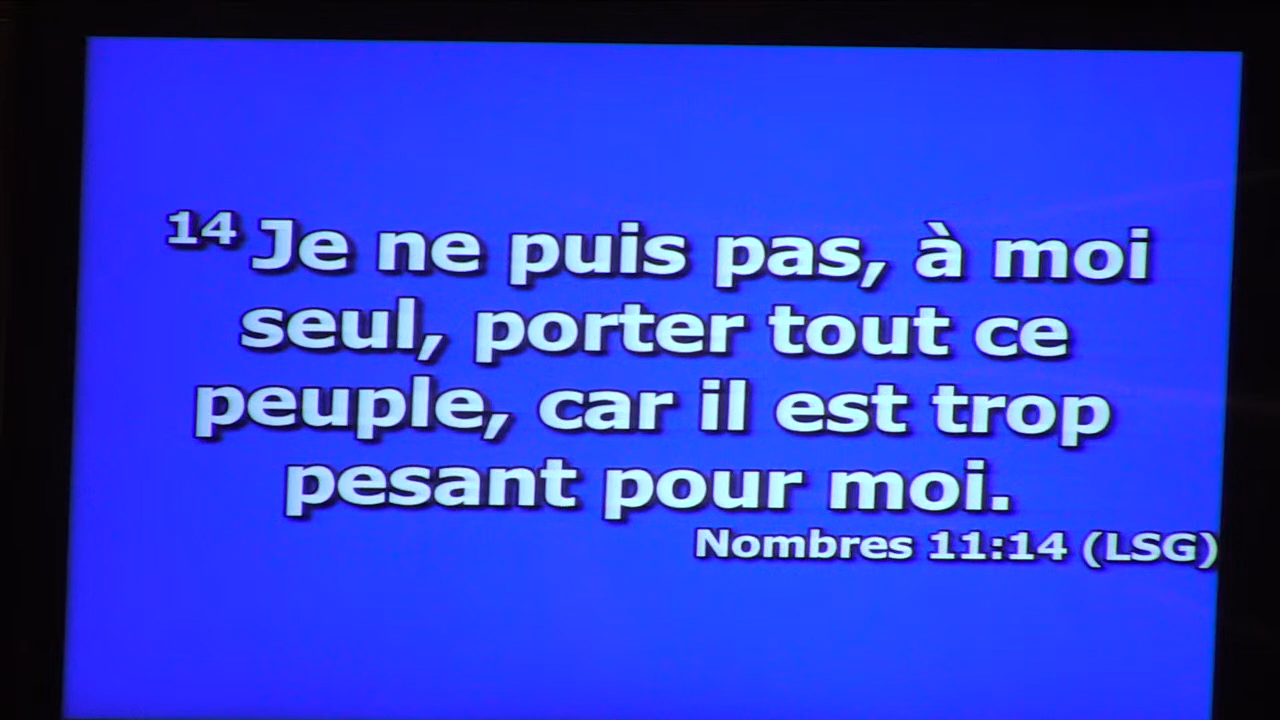 14 Je ne puis pas, à moi
seul, porter tout ce
peuple, car il est trop
pesant pour moi.
Nombres 11:14 (LSG)